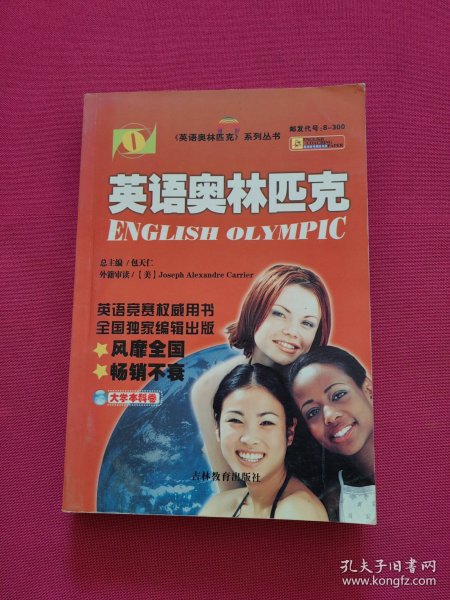 《英语奥林匹克》系列丛书
邮发代号:8-300
英语奥林匹克
ENGLISH OLYMPIC
总主编/包天仁
外籍审读/【美】Joseph Alexandre Carrier
英语竞赛权威用书
全国独家编辑出版
风靡全国
畅销不衰
大学本科卷
吉林教育出版社
孔夫子旧书网
www.kongfz.com